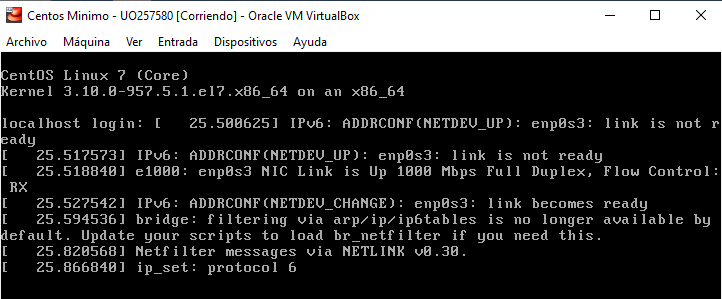 Centos Minimo - UO257580 [Corriendo] - Oracle VM VirtualBox
Archivo Máquina Ver Entrada Dispositivos Ayuda
CentOS Linux 7 (Core)
Kernel 3.10.0-957.5.1.el7.x86_64 on an x86_64
localhost login: [   25.500625] IPv6: ADDRCONF(NETDEV_UP): enp0s3: link is not r
eady
[   25.517573] IPv6: ADDRCONF(NETDEV_UP): enp0s3: link is not ready
[   25.518840] e1000: enp0s3 NIC Link is Up 1000 Mbps Full Duplex, Flow Control:
 RX
[   25.527542] IPv6: ADDRCONF(NETDEV_CHANGE): enp0s3: link becomes ready
[   25.594536] bridge: filtering via arp/ip/ip6tables is no longer available by
default. Update your scripts to load br_netfilter if you need this.
[   25.820568] Netfilter messages via NETLINK v0.30.
[   25.866840] ip_set: protocol 6